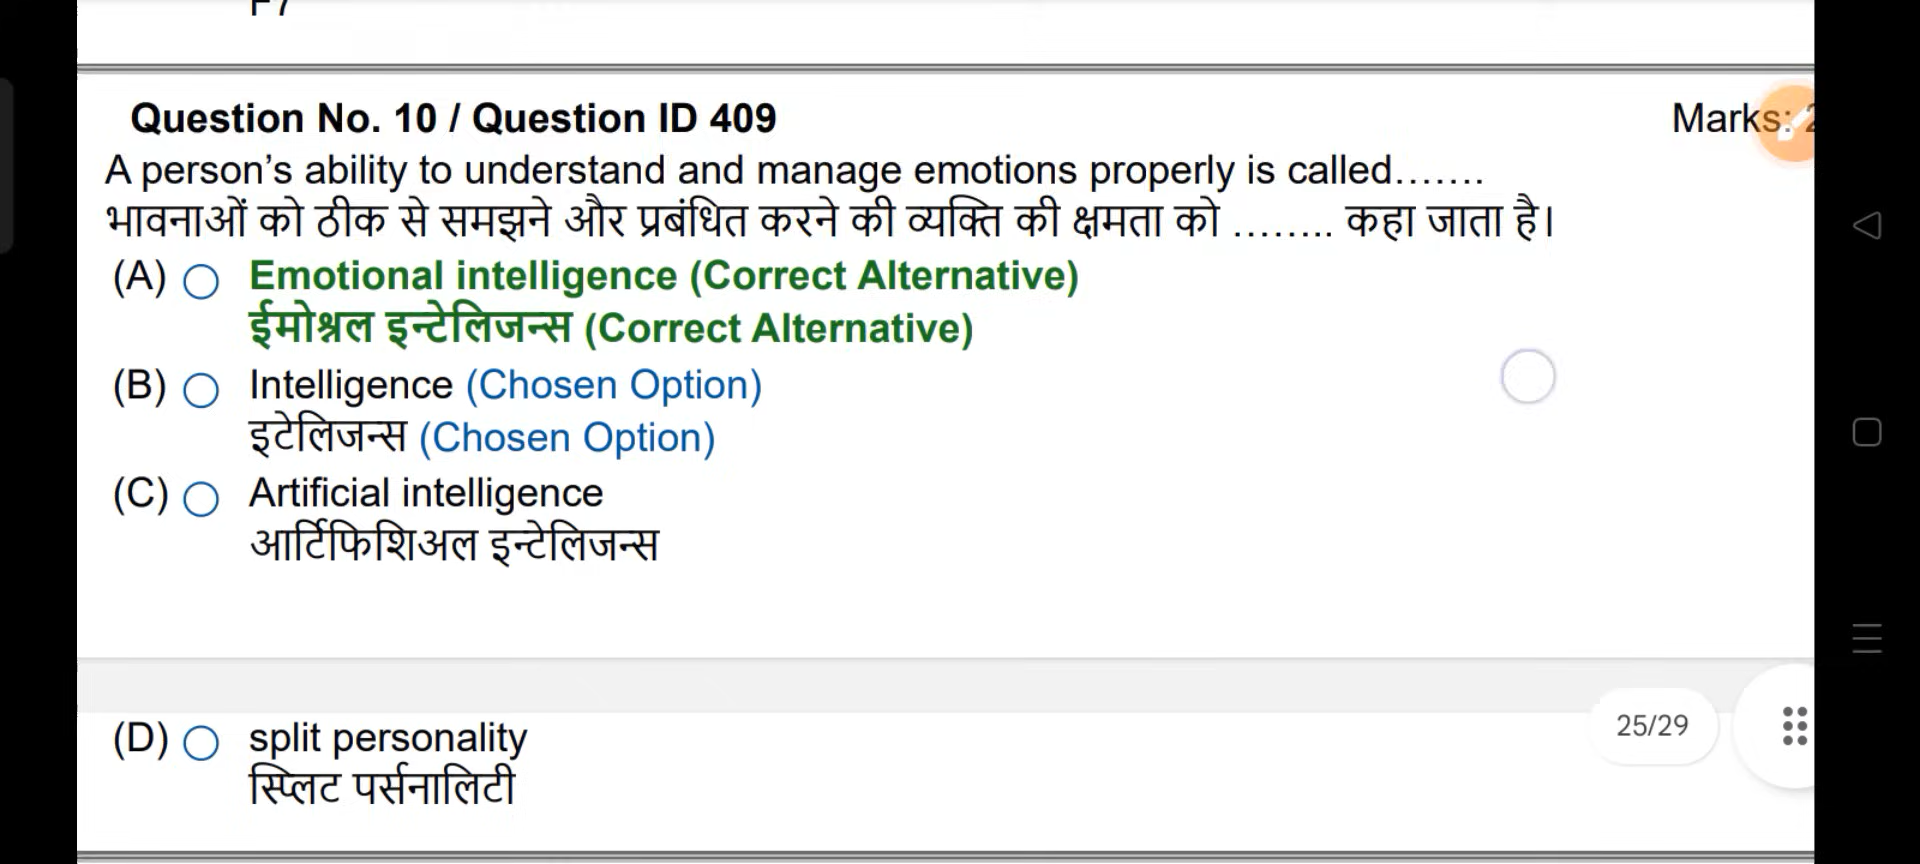 F7
Question No. 10 / Question ID 409
Marks: 2
A person’s ability to understand and manage emotions properly is called.......
भावनाओं को ठीक से समझने और प्रबंधित करने की व्यक्ति की क्षमता को ........ कहा जाता है।
(A) Emotional intelligence (Correct Alternative)
ईमोश्नल इन्टेलिजन्स (Correct Alternative)
(B) Intelligence (Chosen Option)
इटेलिजन्स (Chosen Option)
(C) Artificial intelligence
आर्टिफिशिअल इन्टेलिजन्स
(D) split personality
स्प्लिट पर्सनालिटी
25/29